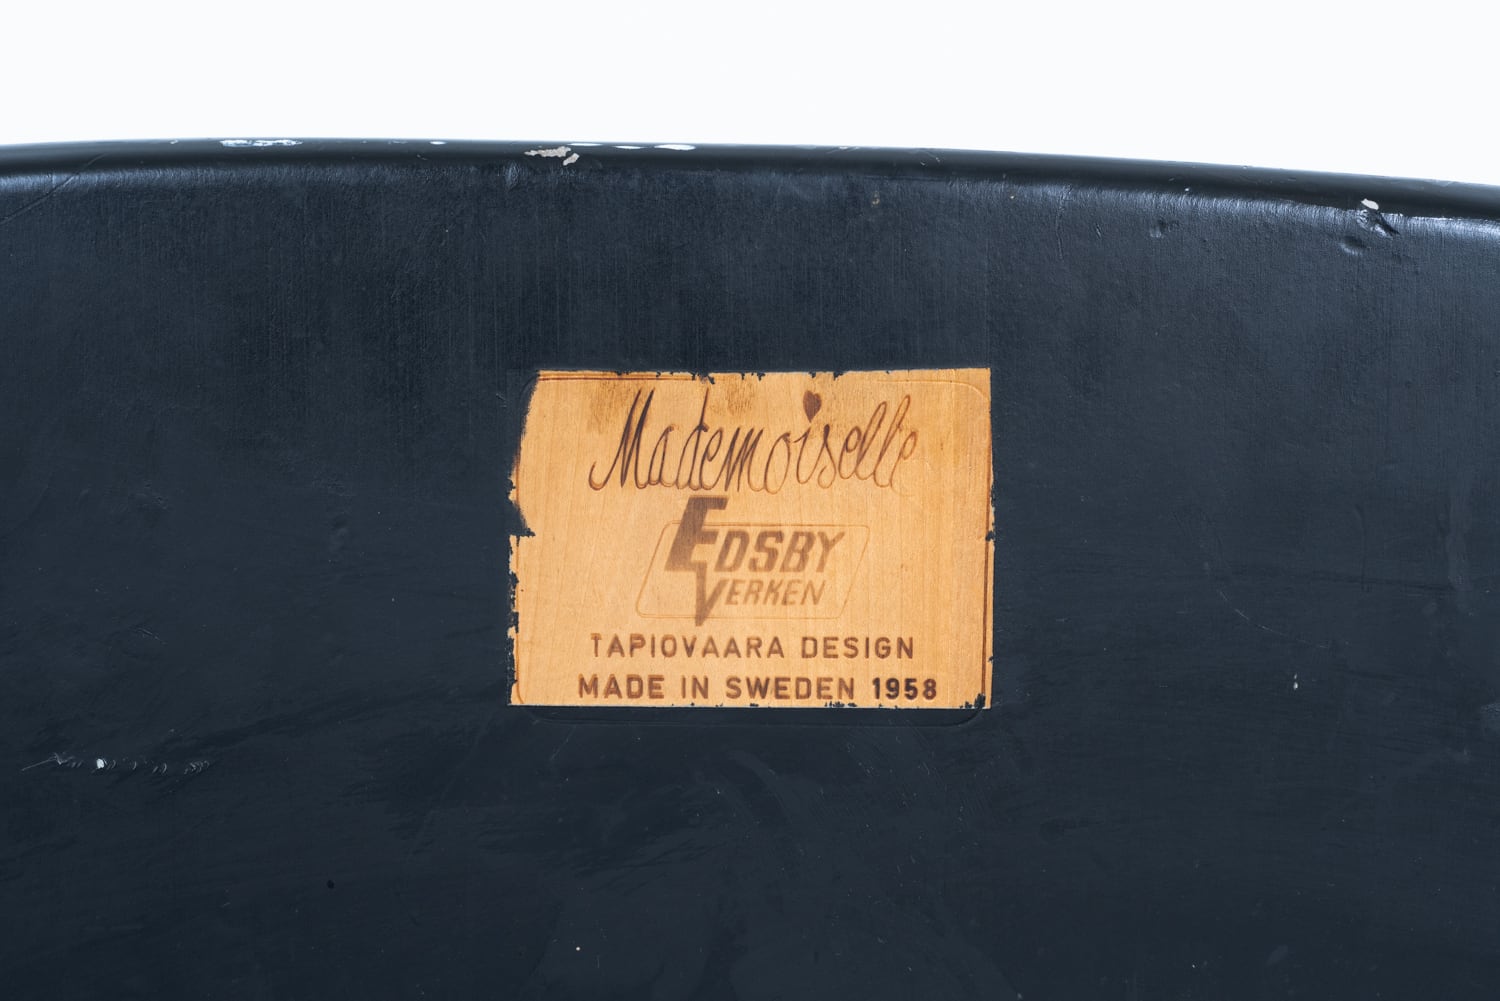 Mademoiselle
EDSBY
VERKEN
TAPIOVAARA DESIGN
MADE IN SWEDEN 1958